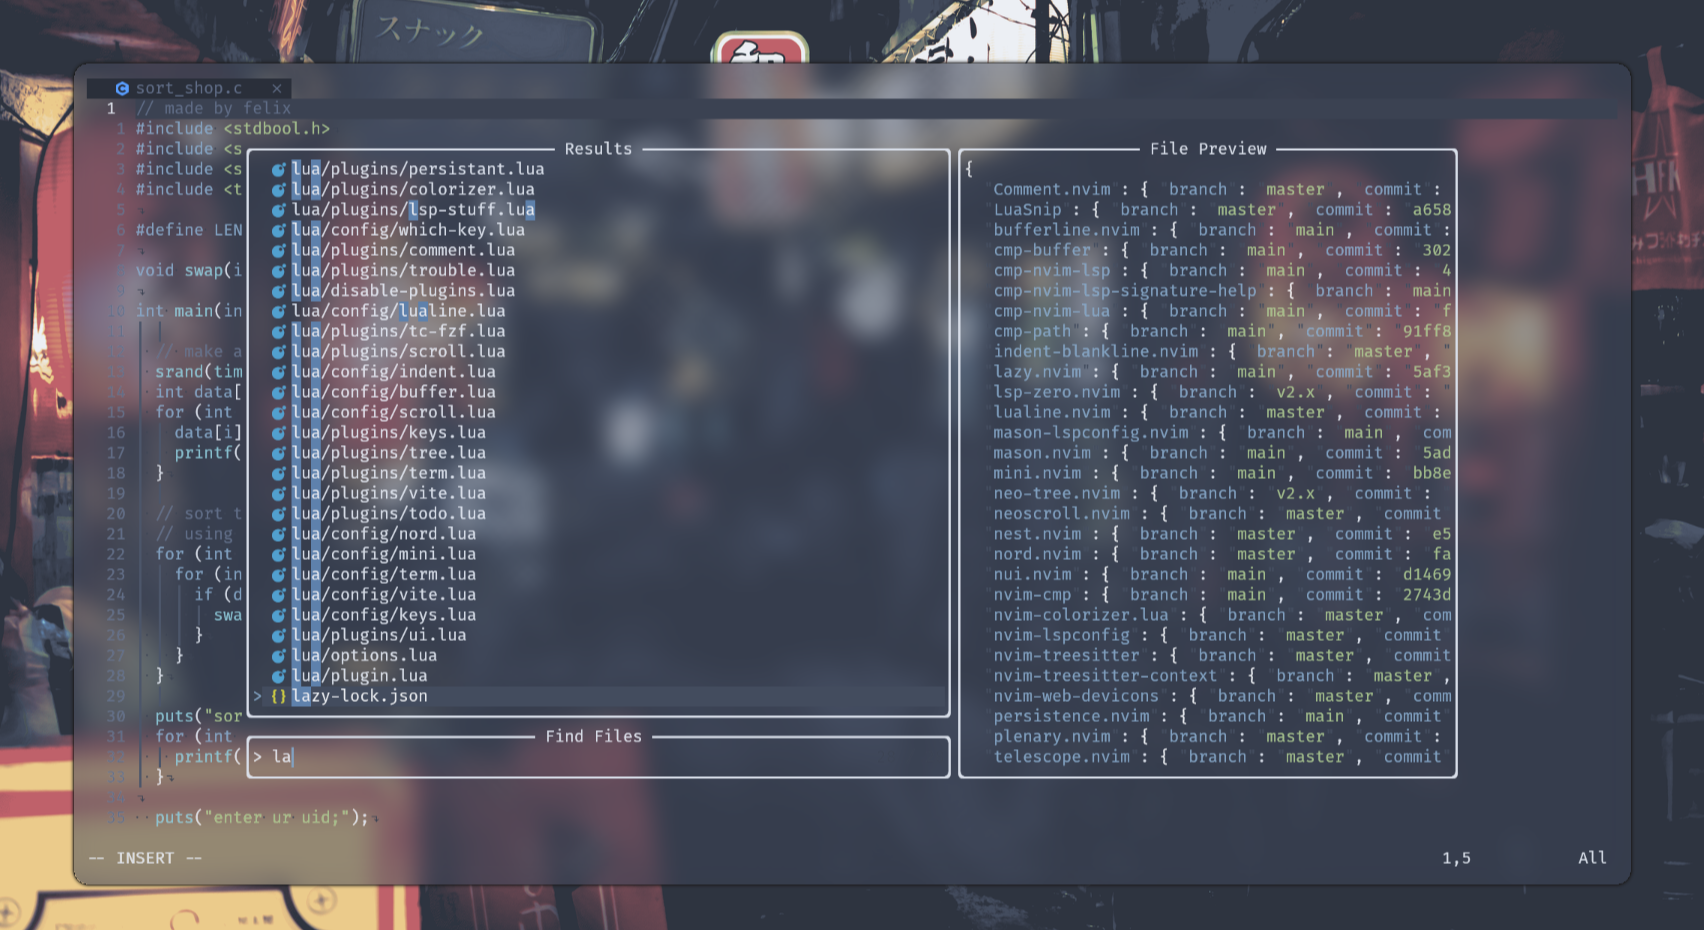 スナック
sort_shop.c ×
1 // made by felix
1 #include <stdbool.h>
2 #include <s
3 #include <s
4 #include <t
5
6 #define LEN
7
8 void swap(i
9
10 int main(in
11
12 // make a
13 srand(tim
14 int data[
15 for (int
16 data[i]
17 printf(
18 }
19
20 // sort t
21 // using
22 for (int
23 for (in
24 if (d
25 swa
26 }
27 }
28 }
29
30 puts("sor
31 for (int
32 printf(
33 }
34
35 puts("enter ur uid;");
Results
lua/plugins/persistant.lua
lua/plugins/colorizer.lua
lua/plugins/lsp-stuff.lua
lua/config/which-key.lua
lua/plugins/comment.lua
lua/plugins/trouble.lua
lua/disable-plugins.lua
lua/config/lualine.lua
lua/plugins/tc-fzf.lua
lua/plugins/scroll.lua
lua/config/indent.lua
lua/config/buffer.lua
lua/config/scroll.lua
lua/plugins/keys.lua
lua/plugins/tree.lua
lua/plugins/term.lua
lua/plugins/vite.lua
lua/plugins/todo.lua
lua/config/nord.lua
lua/config/mini.lua
lua/config/term.lua
lua/config/vite.lua
lua/config/keys.lua
lua/plugins/ui.lua
lua/options.lua
lua/plugin.lua
> {} lazy-lock.json
Find Files
> la
File Preview
{
"Comment.nvim": { "branch": "master", "commit":
"LuaSnip": { "branch": "master", "commit": "a658
"bufferline.nvim": { "branch": "main", "commit":
"cmp-buffer": { "branch": "main", "commit": "302
"cmp-nvim-lsp": { "branch": "main", "commit": "4
"cmp-nvim-lsp-signature-help": { "branch": "main
"cmp-nvim-lua": { "branch": "main", "commit": "f
"cmp-path": { "branch": "main", "commit": "91ff8
"indent-blankline.nvim": { "branch": "master", "
"lazy.nvim": { "branch": "main", "commit": "5af3
"lsp-zero.nvim": { "branch": "v2.x", "commit": "
"lualine.nvim": { "branch": "master", "commit":
"mason-lspconfig.nvim": { "branch": "main", "com
"mason.nvim": { "branch": "main", "commit": "5ad
"mini.nvim": { "branch": "main", "commit": "bb8e
"neo-tree.nvim": { "branch": "v2.x", "commit":
"neoscroll.nvim": { "branch": "master", "commit"
"nest.nvim": { "branch": "master", "commit": "e5
"nord.nvim": { "branch": "master", "commit": "fa
"nui.nvim": { "branch": "main", "commit": "d1469
"nvim-cmp": { "branch": "main", "commit": "2743d
"nvim-colorizer.lua": { "branch": "master", "com
"nvim-lspconfig": { "branch": "master", "commit"
"nvim-treesitter": { "branch": "master", "commit
"nvim-treesitter-context": { "branch": "master",
"nvim-web-devicons": { "branch": "master", "comm
"persistence.nvim": { "branch": "main", "commit"
"plenary.nvim": { "branch": "master", "commit":
"telescope.nvim": { "branch": "master", "commit"
-- INSERT --
1,5
All